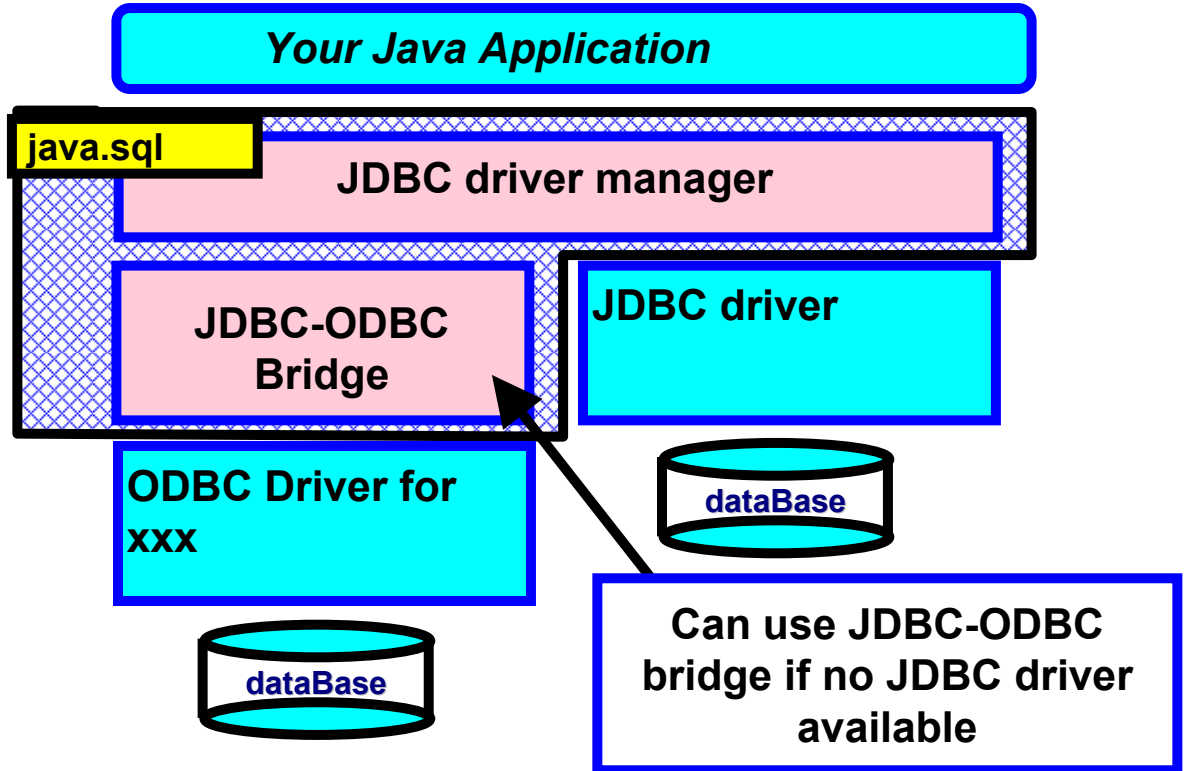 Your Java Application
java.sql
JDBC driver manager
JDBC-ODBC
Bridge
JDBC driver
ODBC Driver for
xxx
dataBase
dataBase
Can use JDBC-ODBC
bridge if no JDBC driver
available